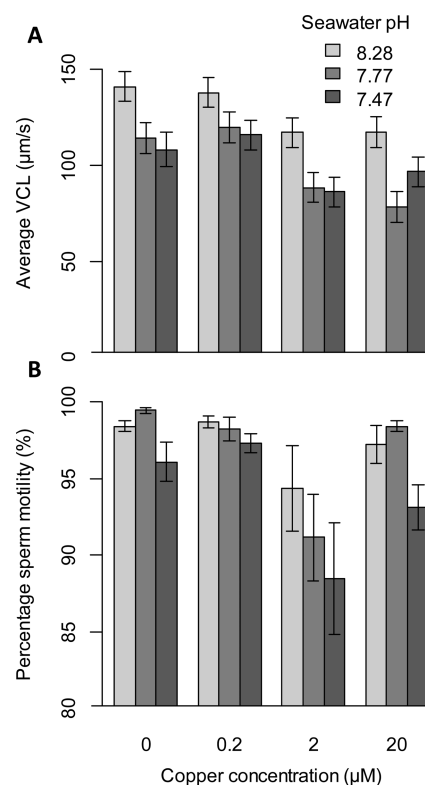 Seawater pH
8.28
7.77
7.47
A
Average VCL (µm/s)
150
100
50
0
B
Percentage sperm motility (%)
100
95
90
85
80
0 0.2 2 20
Copper concentration (µM)